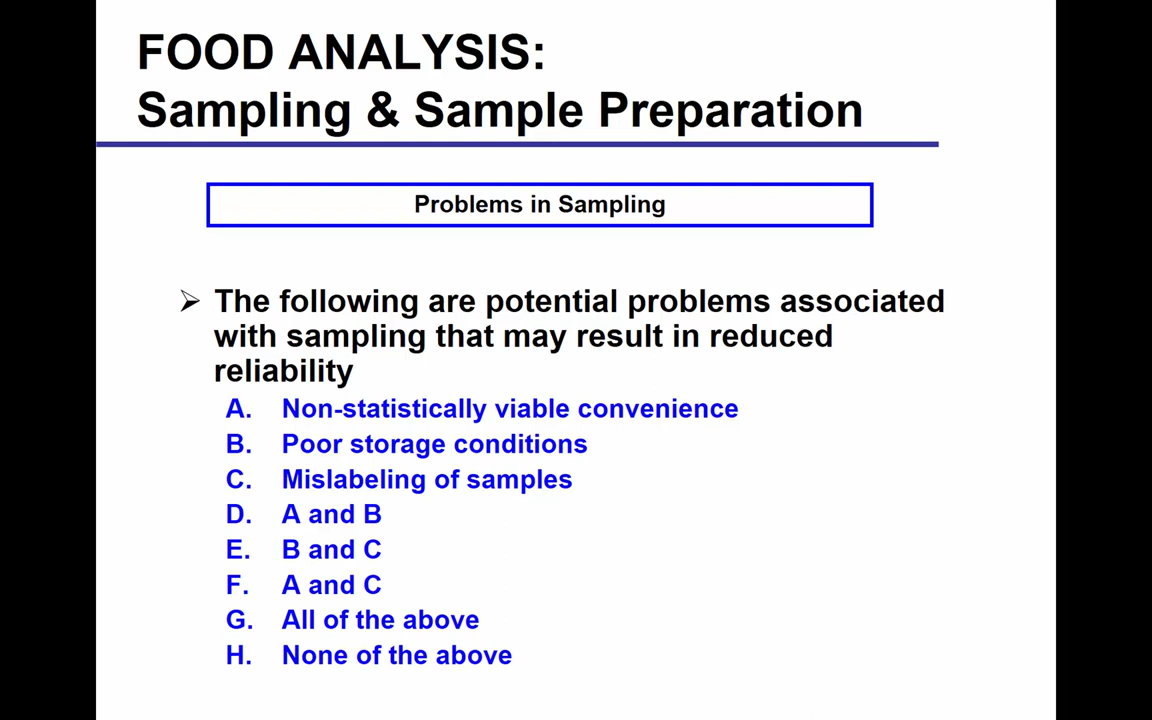 FOOD ANALYSIS:
Sampling & Sample Preparation
Problems in Sampling
➢ The following are potential problems associated
with sampling that may result in reduced
reliability
A. Non-statistically viable convenience
B. Poor storage conditions
C. Mislabeling of samples
D. A and B
E. B and C
F. A and C
G. All of the above
H. None of the above